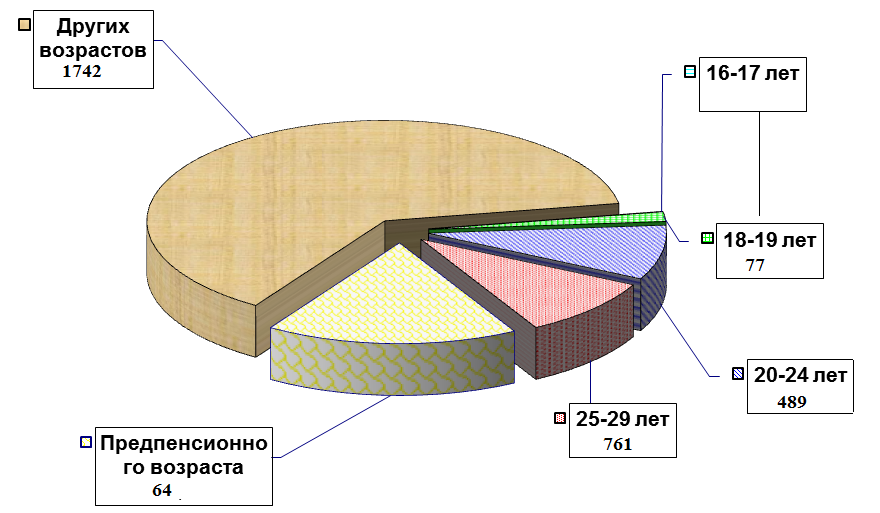 Других
возрастов
1742
16-17 лет
18-19 лет
77
20-24 лет
489
25-29 лет
761
Предпенсионно
го возраста
64